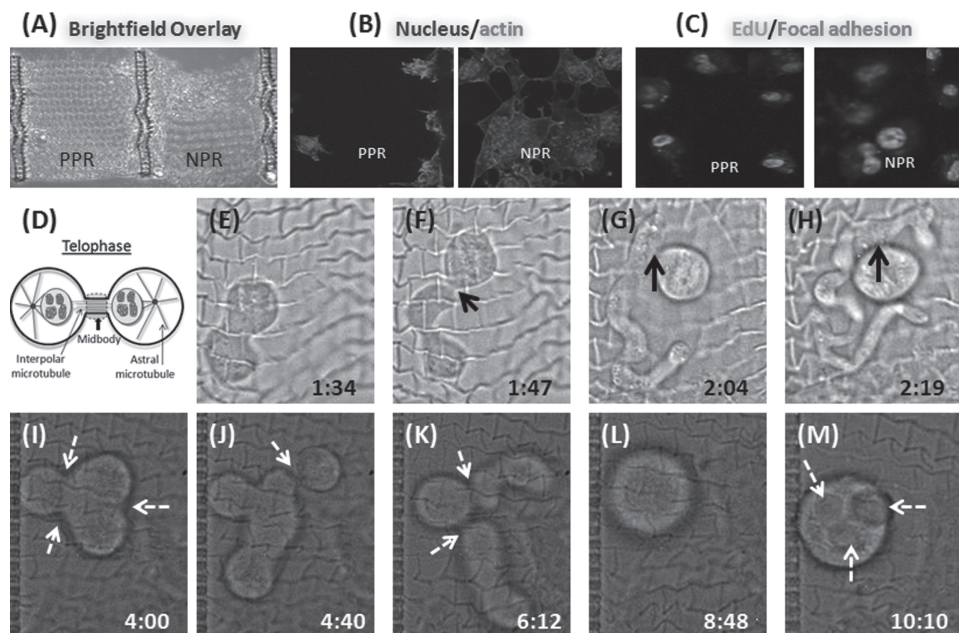 (A) Brightfield Overlay
(B) Nucleus/actin
(C) EdU/Focal adhesion
PPR
NPR
PPR
NPR
PPR
NPR
(D)
Telophase
Midbody
Interpolar microtubule
Astral microtubule
(E)
1:34
(F)
1:47
(G)
2:04
(H)
2:19
(I)
4:00
(J)
4:40
(K)
6:12
(L)
8:48
(M)
10:10